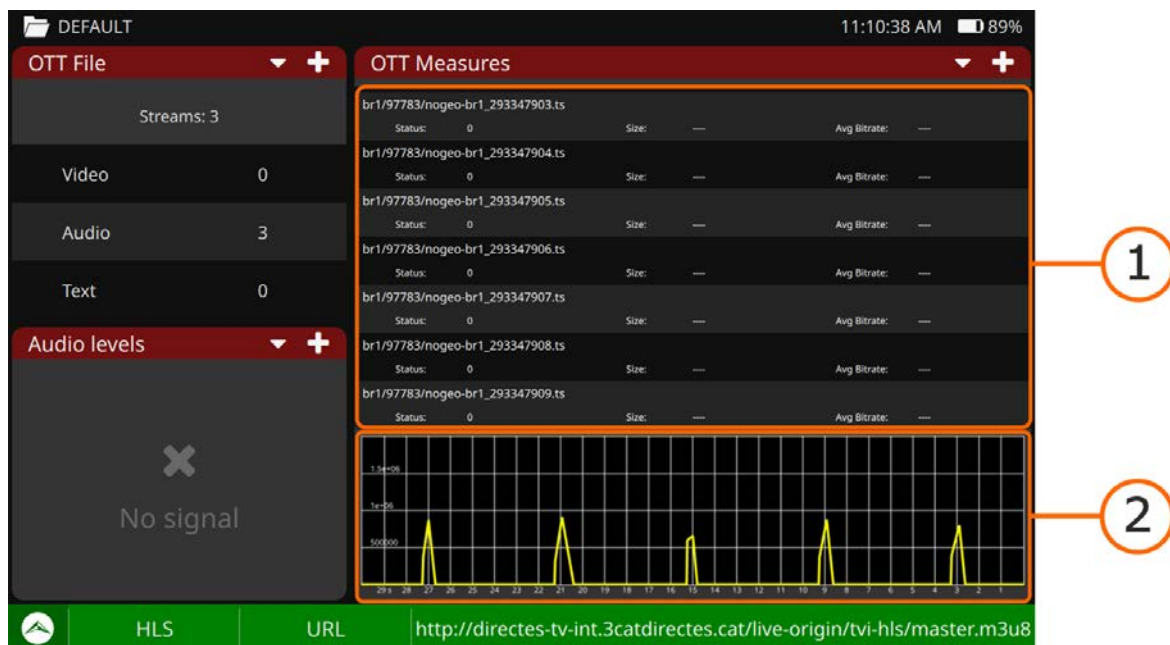 DEFAULT 11:10:38 AM 89%
OTT File
Streams: 3
Video 0
Audio 3
Text 0
Audio levels
No signal
OTT Measures
br1/97783/nogeo-br1_293347903.ts
Status: 0 Size: ---- Avg Bitrate: ----
br1/97783/nogeo-br1_293347904.ts
Status: 0 Size: ---- Avg Bitrate: ----
br1/97783/nogeo-br1_293347905.ts
Status: 0 Size: ---- Avg Bitrate: ----
br1/97783/nogeo-br1_293347906.ts
Status: 0 Size: ---- Avg Bitrate: ----
br1/97783/nogeo-br1_293347907.ts
Status: 0 Size: ---- Avg Bitrate: ----
br1/97783/nogeo-br1_293347908.ts
Status: 0 Size: ---- Avg Bitrate: ----
br1/97783/nogeo-br1_293347909.ts
Status: 0 Size: ---- Avg Bitrate: ----
1
1.5e+06
1e+06
500000
29 s 28 27 26 25 24 23 22 21 20 19 18 17 16 15 14 13 12 11 10 9 8 7 6 5 4 3 2 1
2
HLS URL http://directes-tv-int.3catdirectes.cat/live-origin/tvi-hls/master.m3u8